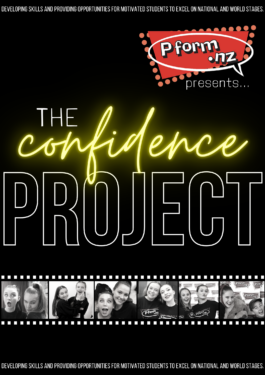 DEVELOPING SKILLS AND PROVIDING OPPORTUNITIES FOR MOTIVATED STUDENTS TO EXCEL ON NATIONAL AND WORLD STAGES.
Pform
.nz
presents...
THE
confidence
PROJECT
DEVELOPING SKILLS AND PROVIDING OPPORTUNITIES FOR MOTIVATED STUDENTS TO EXCEL ON NATIONAL AND WORLD STAGES.